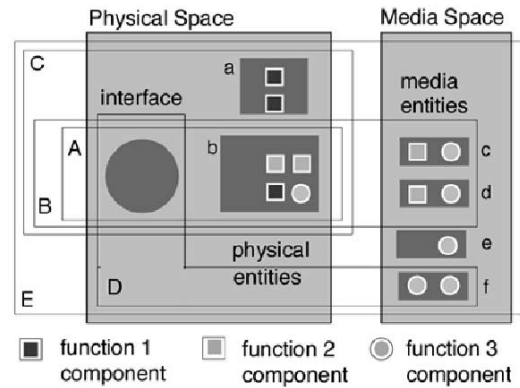 Physical Space
Media Space
C
a
interface
media
entities
A
b
c
B
d
physical
entities
e
D
f
E
function 1
component
function 2
component
function 3
component